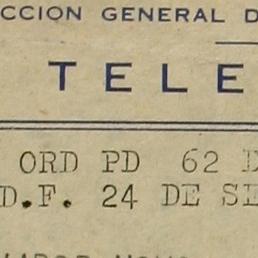 CCION GENERAL D
TELE
ORD PD 62
D.F. 24 DE SE